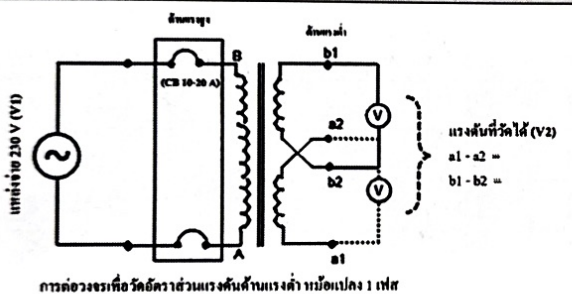 ด้านแรงสูง
ด้านแรงต่ำ
b1
B
(CB 10-20 A)
V
แหล่งจ่าย 230 V (V1)
a2
แรงดันที่วัดได้ (V2)
a1 - a2 =
b2
b1 - b2 =
V
A
a1
การต่อวงจรเพื่อวัดอัตราส่วนแรงดันด้านแรงต่ำ หม้อแปลง 1 เฟส